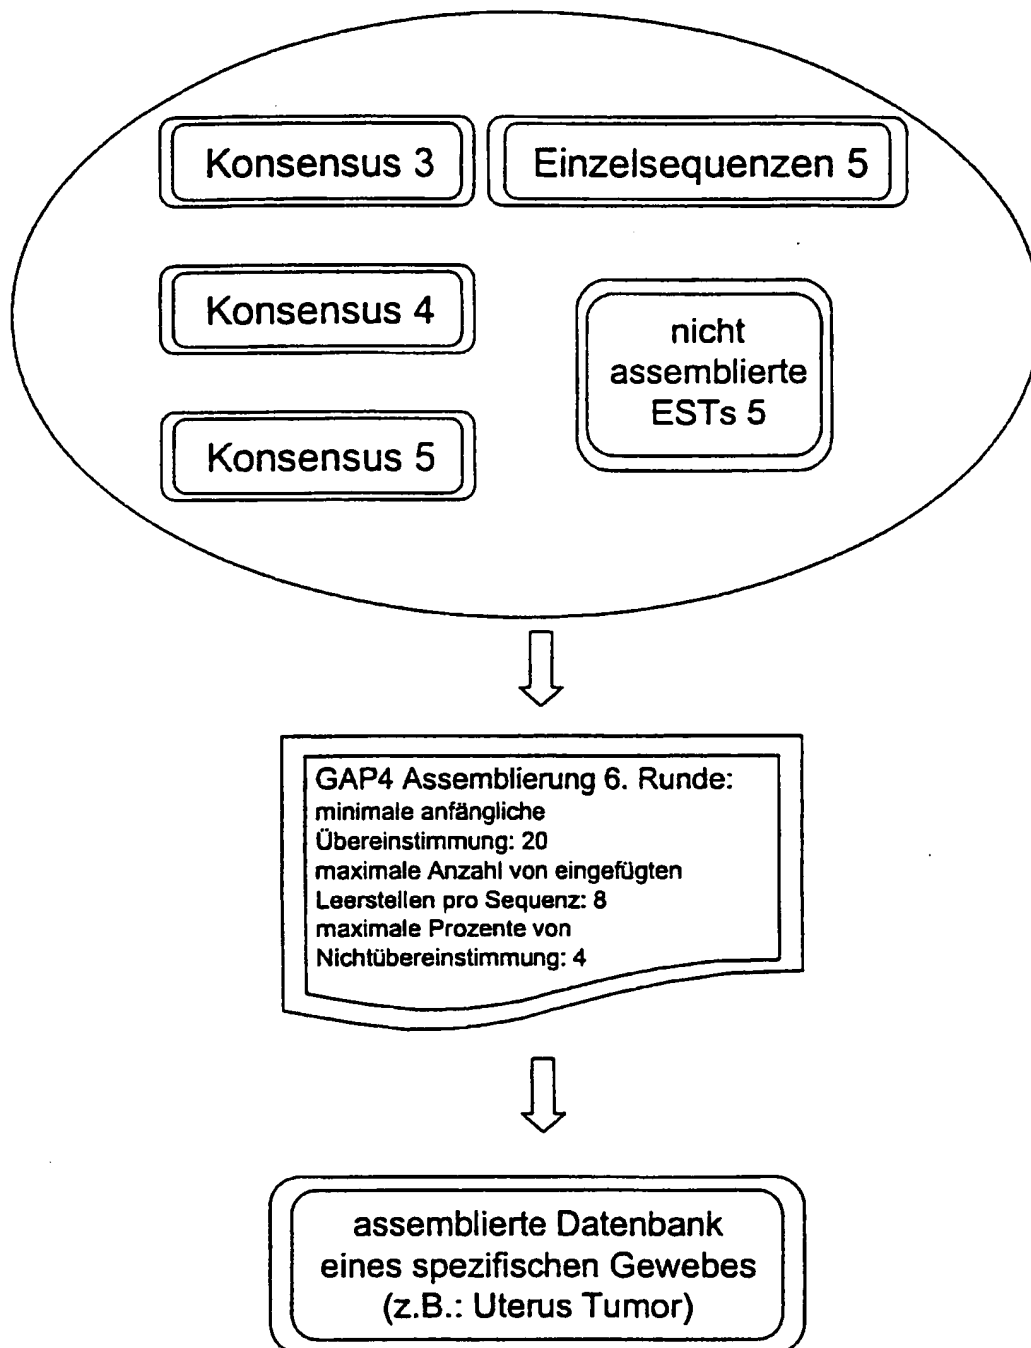 Konsensus 3
Einzelsequenzen 5
Konsensus 4
nicht
assemblierte
ESTs 5
Konsensus 5
GAP4 Assemblierung 6. Runde:
minimale anfängliche
Übereinstimmung: 20
maximale Anzahl von eingefügten
Leerstellen pro Sequenz: 8
maximale Prozente von
Nichtübereinstimmung: 4
assemblierte Datenbank
eines spezifischen Gewebes
(z.B.: Uterus Tumor)